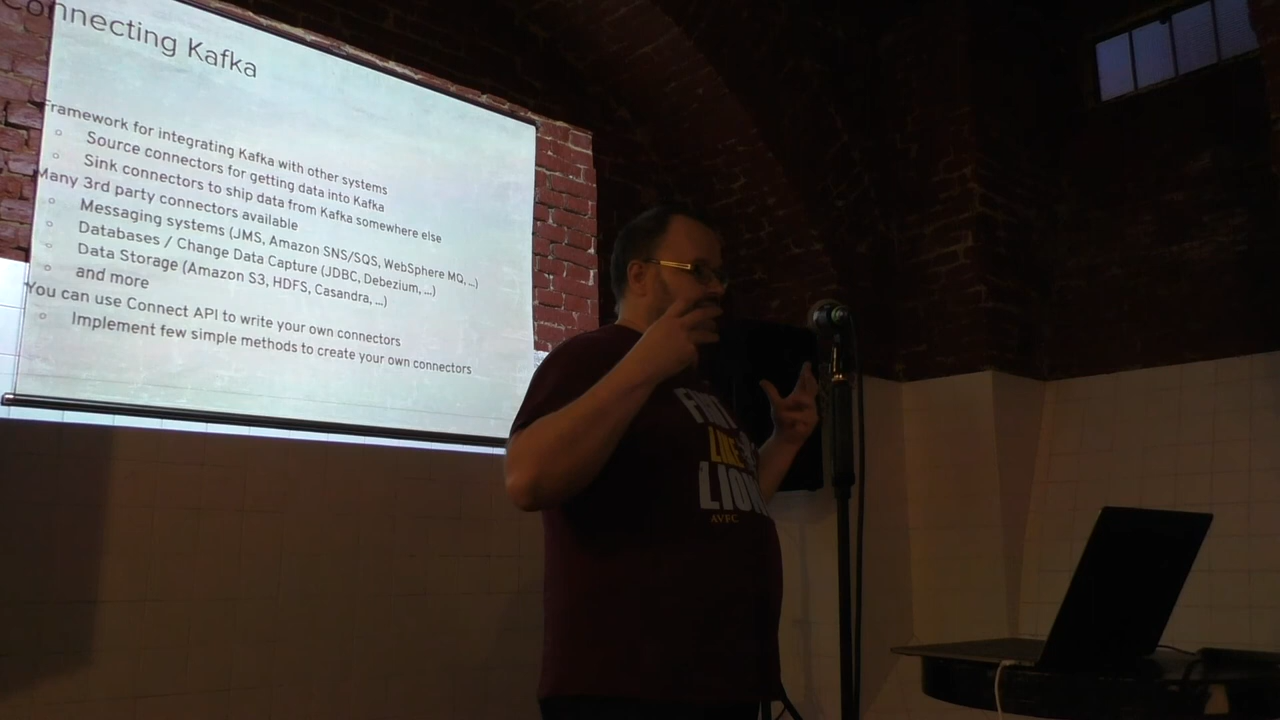 Connecting Kafka
Framework for integrating Kafka with other systems
Source connectors for getting data into Kafka
Sink connectors to ship data from Kafka somewhere else
Many 3rd party connectors available
Messaging systems (JMS, Amazon SNS/SQS, WebSphere MQ, ...)
Databases / Change Data Capture (JDBC, Debezium, ...)
Data Storage (Amazon S3, HDFS, Casandra, ...)
and more
You can use Connect API to write your own connectors
Implement few simple methods to create your own connectors
LIKE
LION
AVFC